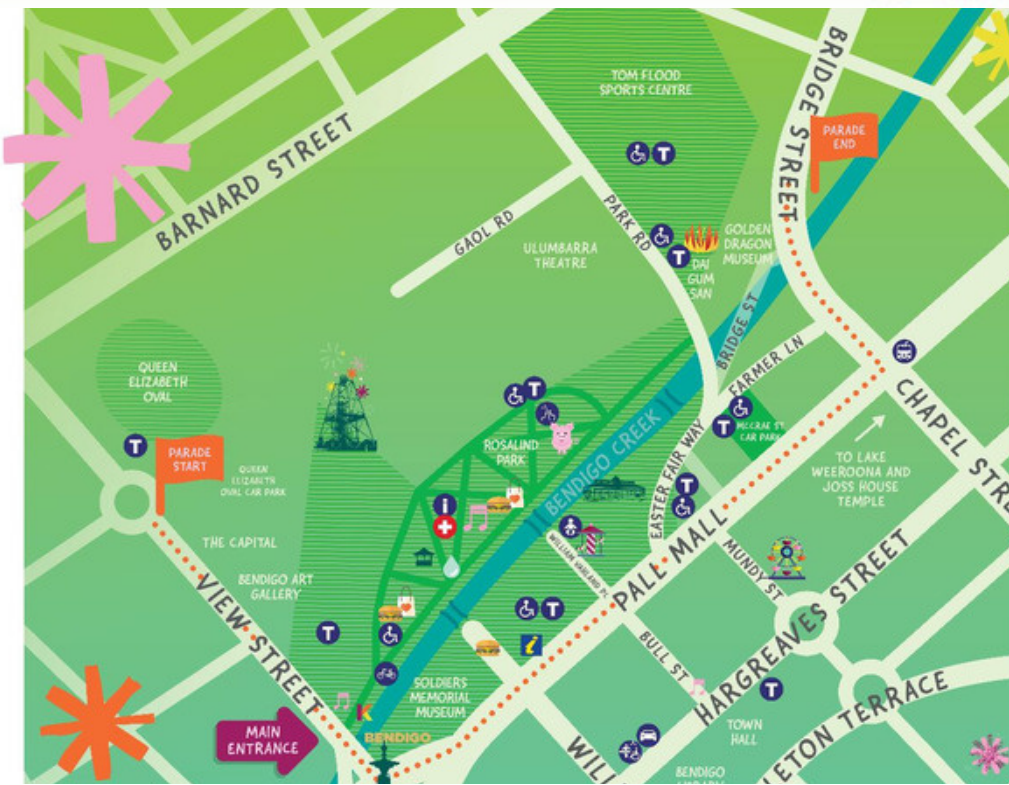 TOM FLOOD
SPORTS CENTRE
BRIDGE STREET
PARADE
END
BARNARD STREET
GAOL RD
PARK RD
ULUMBARRA
THEATRE
GOLDEN
DRAGON
MUSEUM
DAI
GUM
SAN
BRIDGE ST
FARMER LN
CHAPEL STR
QUEEN
ELIZABETH
OVAL
T
PARADE
START
QUEEN
ELIZABETH
OVAL CAR PARK
ROSALIND
PARK
BENDIGO CREEK
EASTER FAIR WAY
MCCRAE ST
CAR PARK
TO LAKE
WEEROONA AND
JOSS HOUSE
TEMPLE
THE CAPITAL
BENDIGO ART
GALLERY
VIEW STREET
WILLIAM VAHLAND PL
PALL MALL
MUNDY ST
HARGREAVES STREET
BULL ST
i
SOLDIERS
MEMORIAL
MUSEUM
K
BENDIGO
MAIN
ENTRANCE
TOWN
HALL
LETON TERRACE
WILL
BENDIGO